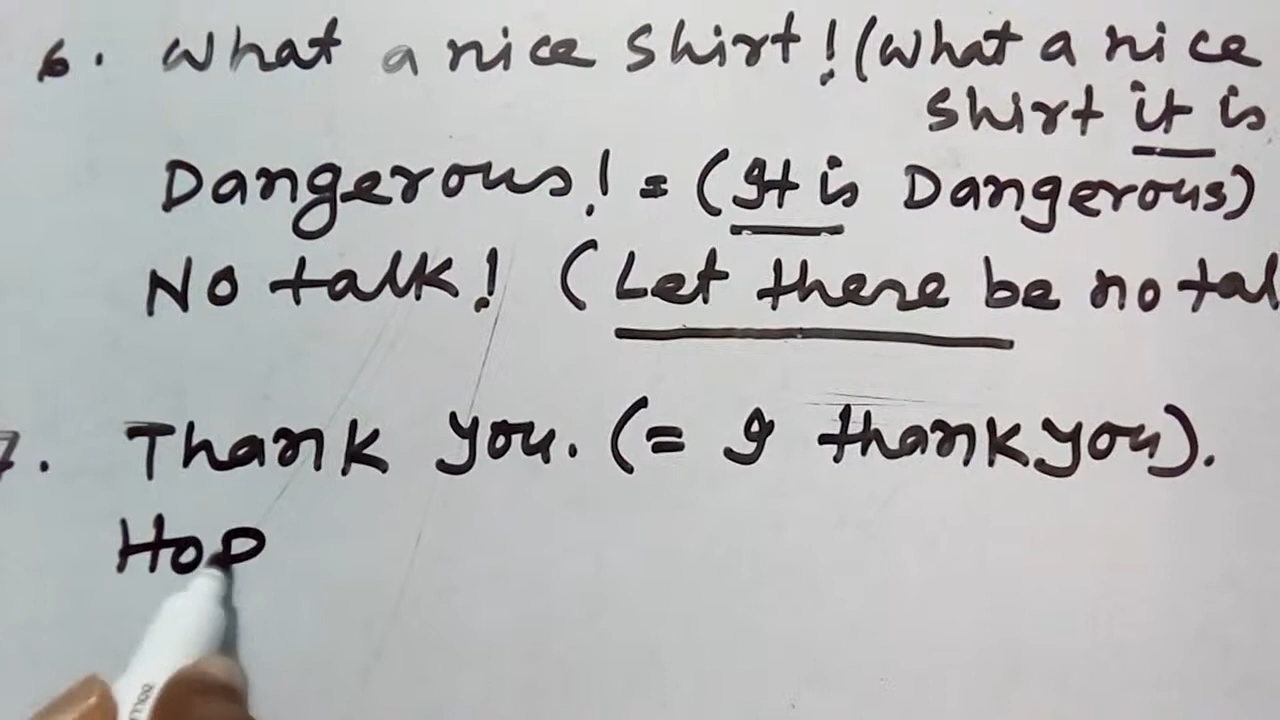 6. What a nice shirt! (What a nice
shirt it is
Dangerous! = (It is Dangerous)
No talk! (Let there be no tal
7. Thank you. (= I thank you).
Hop